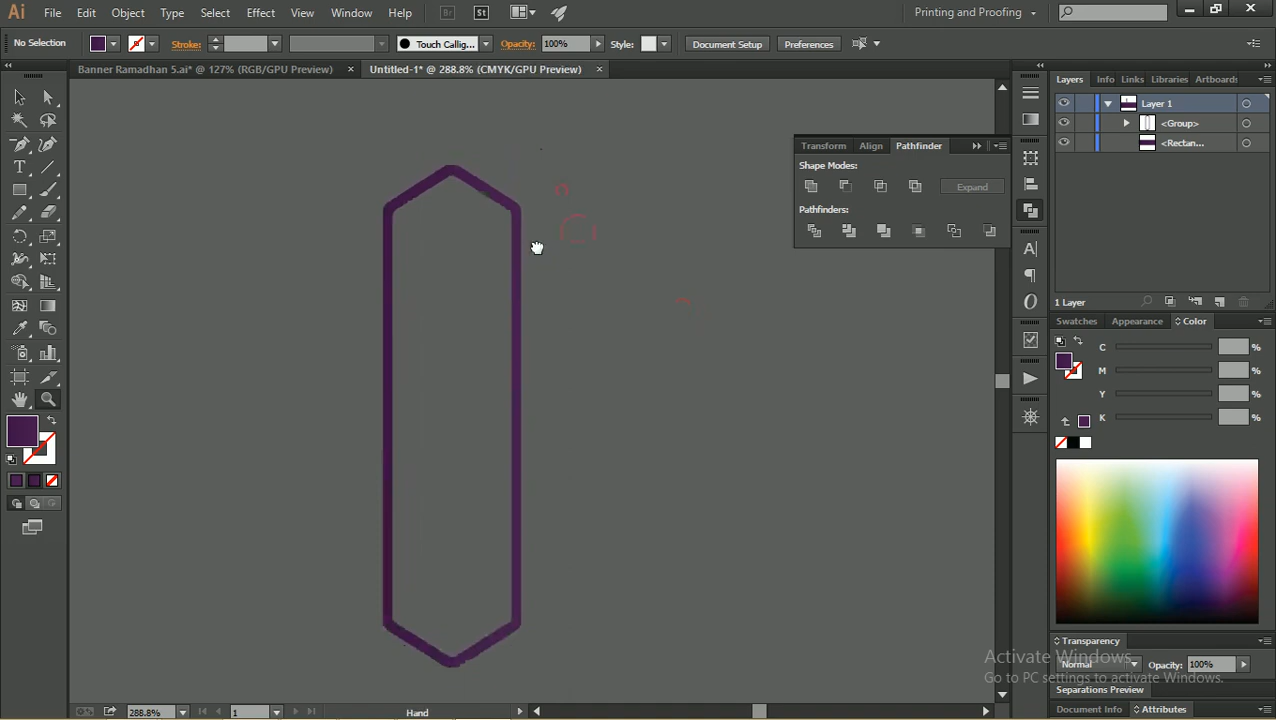 Ai File Edit Object Type Select Effect View Window Help Br St Printing and Proofing
No Selection Stroke: Touch Callig... Opacity: 100% Style: Document Setup Preferences
Banner Ramadhan 5.ai* @ 127% (RGB/GPU Preview) × Untitled-1* @ 288.8% (CMYK/GPU Preview) ×
Layers Info Links Libraries Artboards
Layer 1
<Group>
<Rectan...
Transform Align Pathfinder
Shape Modes:
Expand
Pathfinders:
1 Layer
Swatches Appearance Color
C %
M %
Y %
K %
Transparency
Normal Opacity: 100%
Separations Preview
Document Info Attributes
Activate Windows
Go to PC settings to activate Windows.
288.8% 1 Hand